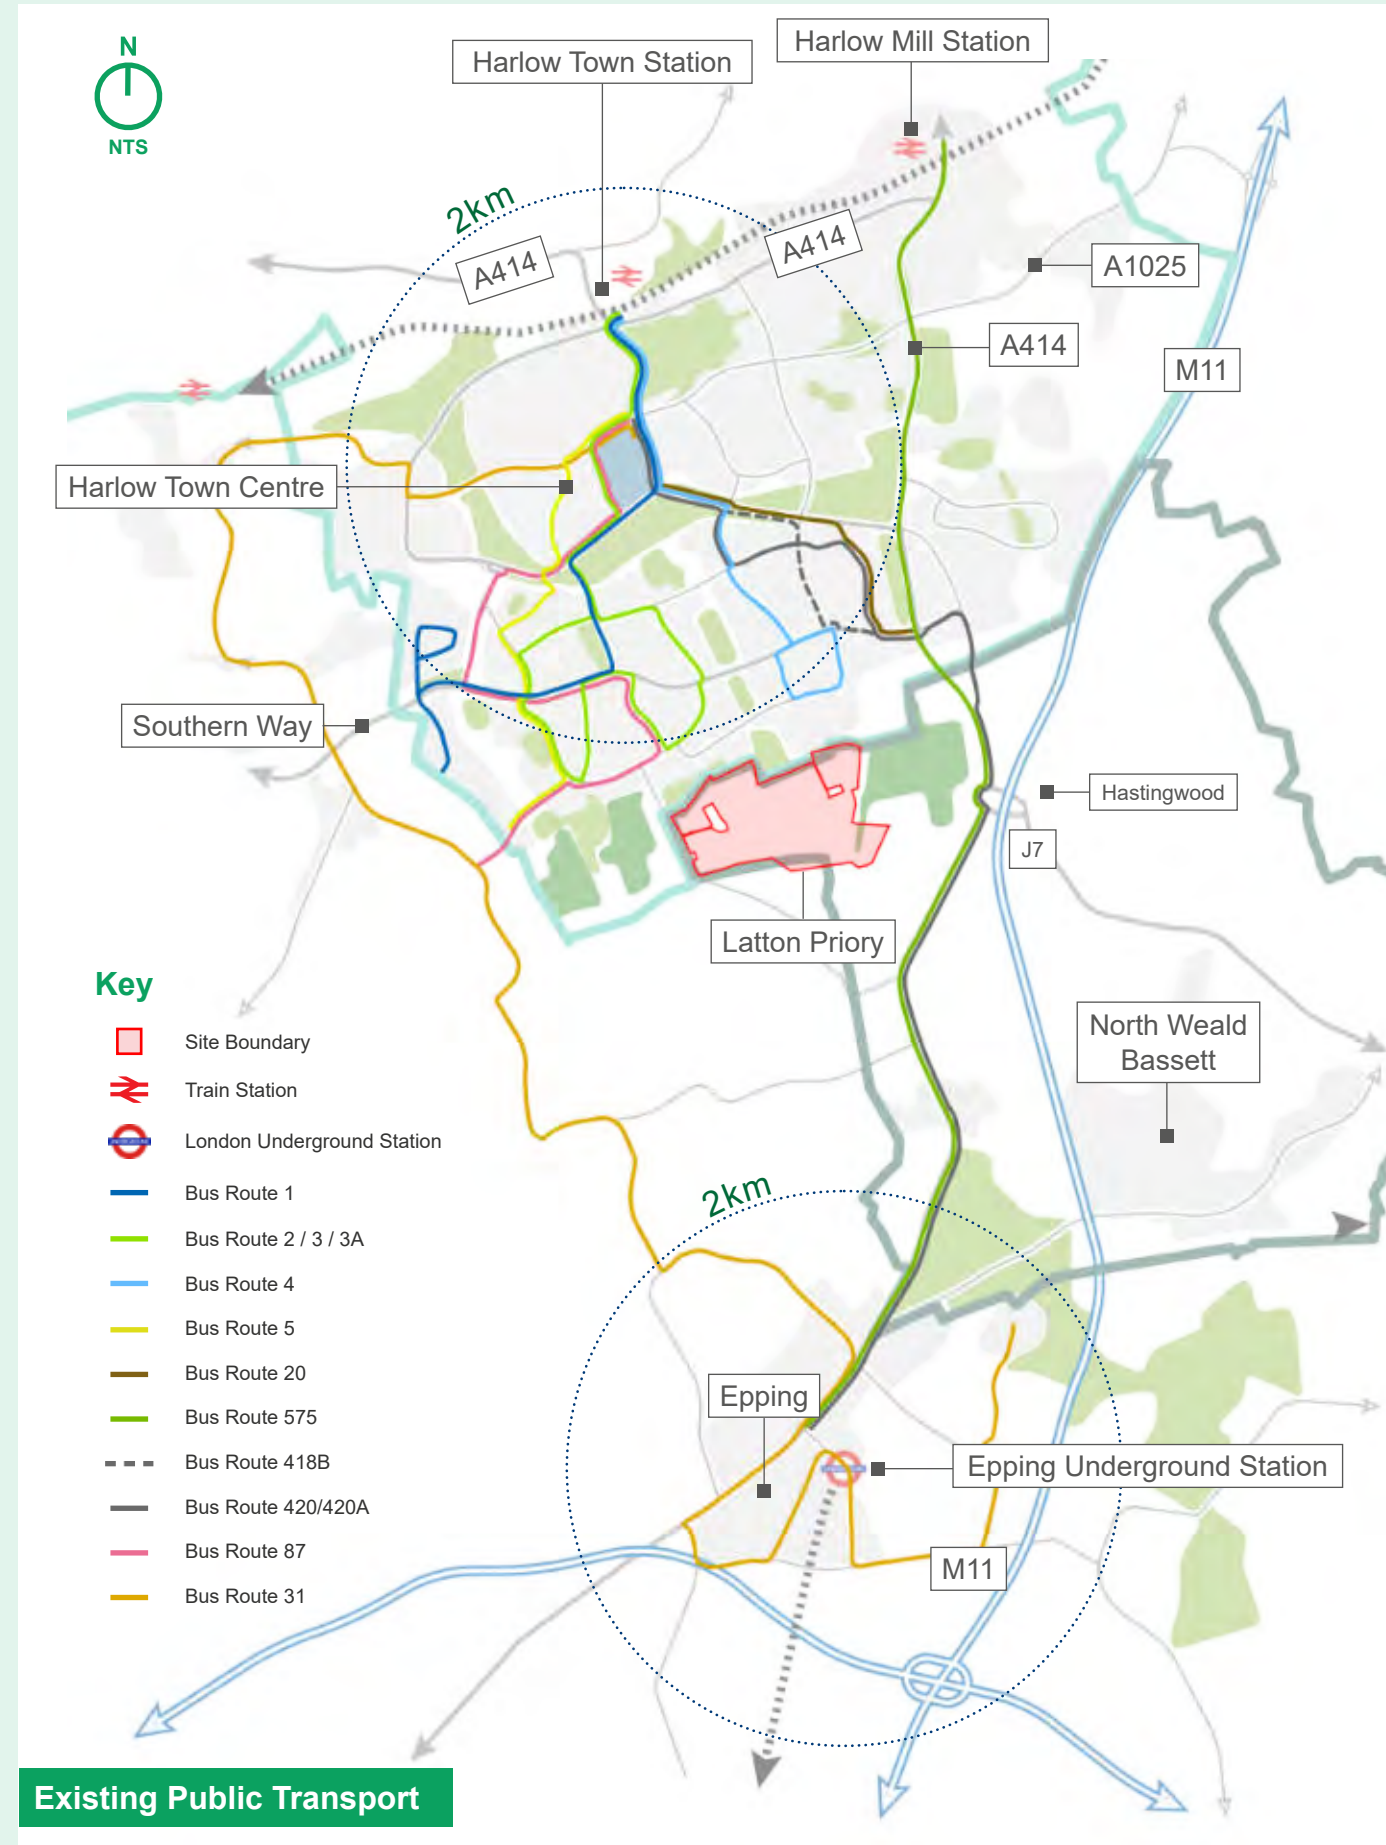 N
NTS
Harlow Town Station
Harlow Mill Station
2km
A414
A414
A1025
A414
M11
Harlow Town Centre
Southern Way
Hastingwood
J7
Latton Priory
North Weald
Bassett
Key
Site Boundary
Train Station
London Underground Station
Bus Route 1
Bus Route 2 / 3 / 3A
Bus Route 4
Bus Route 5
Bus Route 20
Bus Route 575
Bus Route 418B
Bus Route 420/420A
Bus Route 87
Bus Route 31
2km
Epping
Epping Underground Station
M11
Existing Public Transport